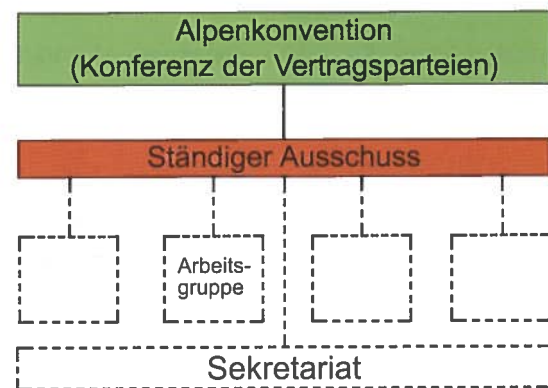 Alpenkonvention
(Konferenz der Vertragsparteien)
Ständiger Ausschuss
Arbeits-
gruppe
Sekretariat